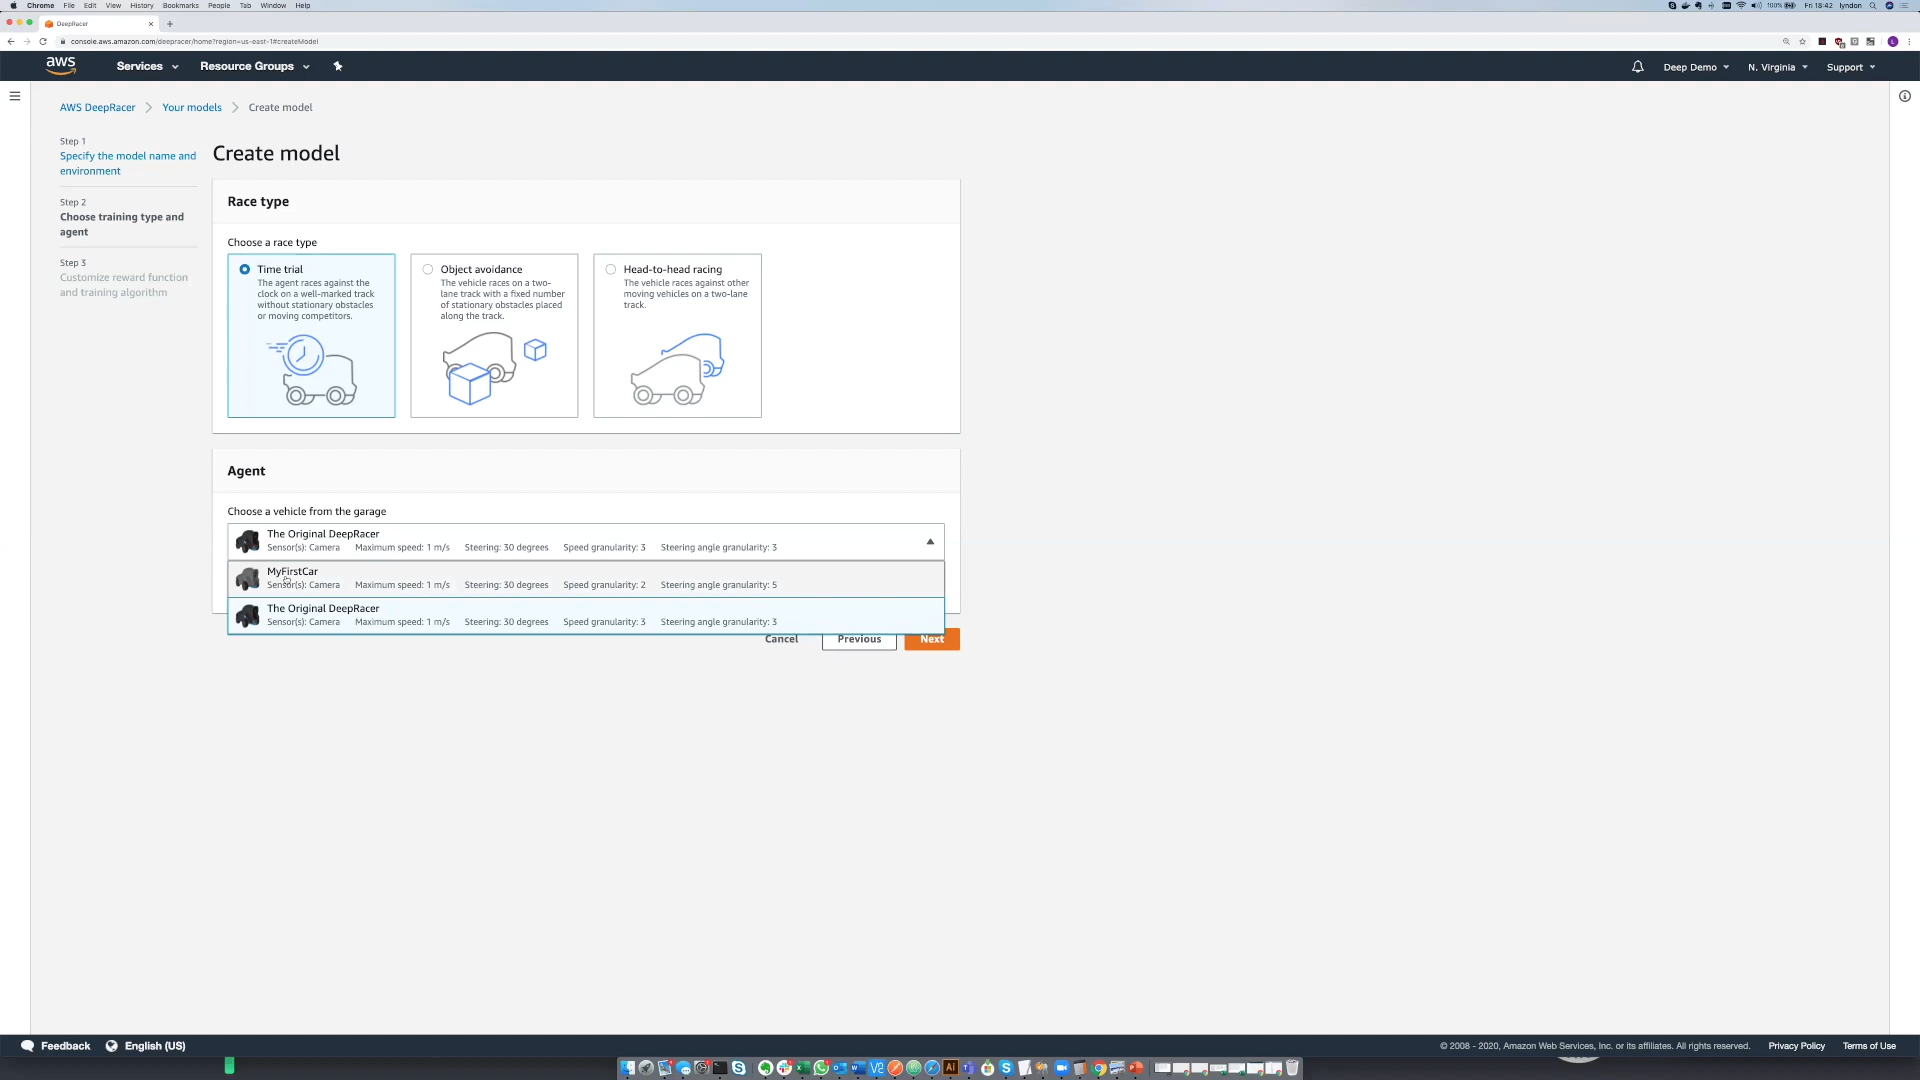 Chrome File Edit View History Bookmarks People Tab Window Help
100% Fri 18:42 lyndon
DeepRacer
console.aws.amazon.com/deepracer/home?region=us-east-1#createModel
aws Services Resource Groups Deep Demo N. Virginia Support
AWS DeepRacer Your models Create model
Step 1
Specify the model name and
environment
Step 2
Choose training type and
agent
Step 3
Customize reward function
and training algorithm
Create model
Race type
Choose a race type
Time trial
The agent races against the
clock on a well-marked track
without stationary obstacles
or moving competitors.
Object avoidance
The vehicle races on a two-
lane track with a fixed number
of stationary obstacles placed
along the track.
Head-to-head racing
The vehicle races against other
moving vehicles on a two-lane
track.
Agent
Choose a vehicle from the garage
The Original DeepRacer
Sensor(s): Camera Maximum speed: 1 m/s Steering: 30 degrees Speed granularity: 3 Steering angle granularity: 3
MyFirstCar
Sensor(s): Camera Maximum speed: 1 m/s Steering: 30 degrees Speed granularity: 2 Steering angle granularity: 5
The Original DeepRacer
Sensor(s): Camera Maximum speed: 1 m/s Steering: 30 degrees Speed granularity: 3 Steering angle granularity: 3
Cancel Previous Next
Feedback English (US)
© 2008 - 2020, Amazon Web Services, Inc. or its affiliates. All rights reserved. Privacy Policy Terms of Use